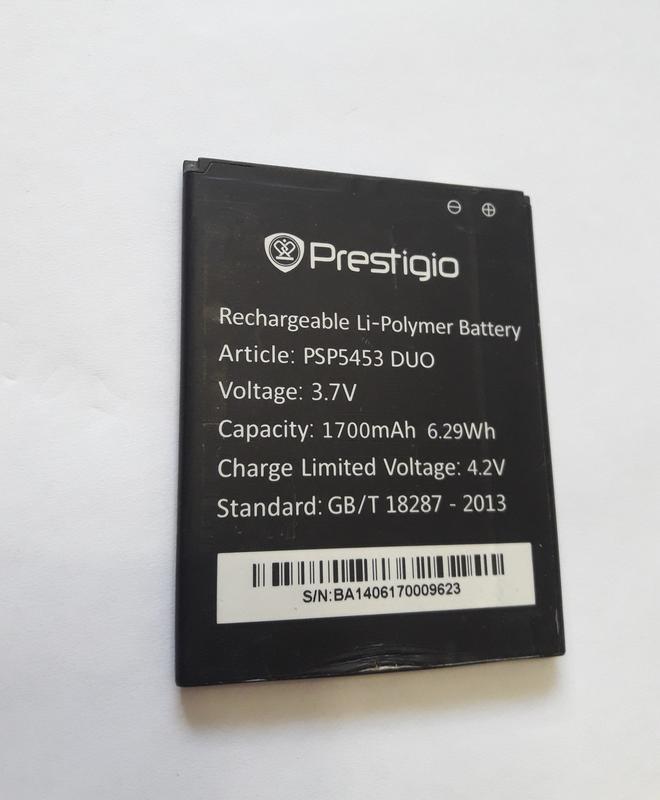 ⊖ ⊕
Prestigio
Rechargeable Li-Polymer Battery
Article: PSP5453 DUO
Voltage: 3.7V
Capacity: 1700mAh 6.29Wh
Charge Limited Voltage: 4.2V
Standard: GB/T 18287 - 2013
S/N:BA1406170009623